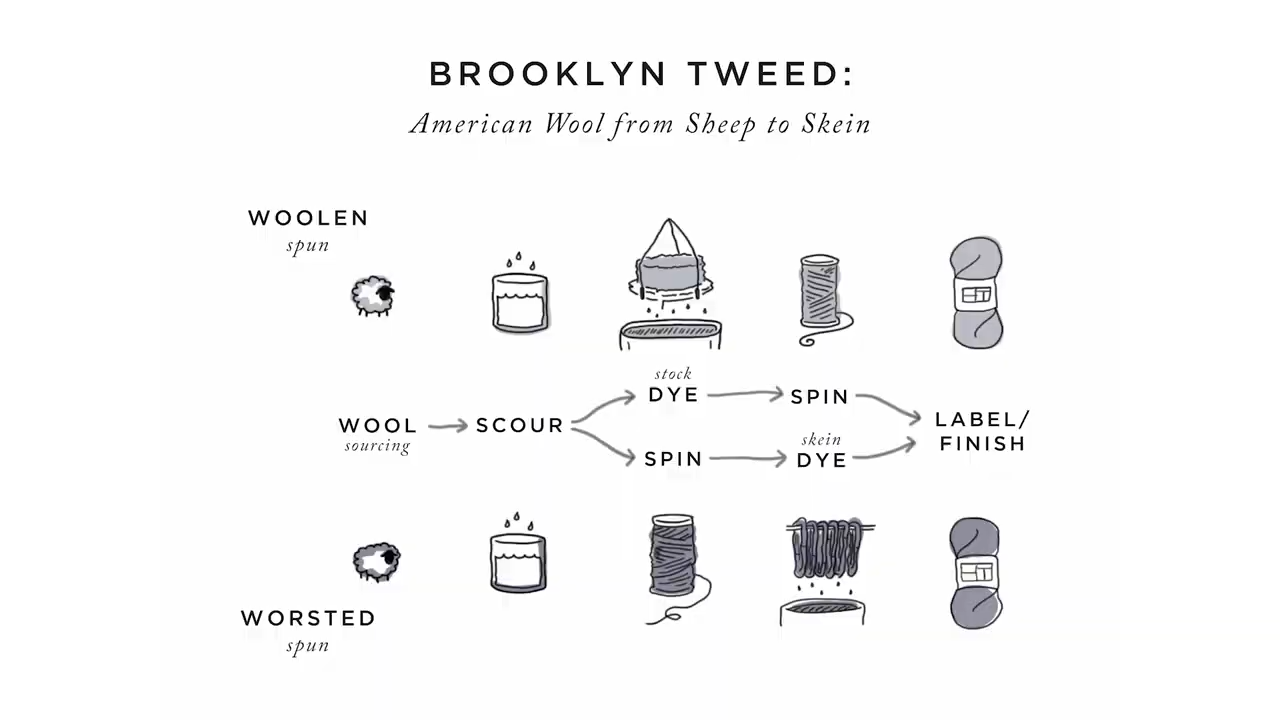 BROOKLYN TWEED:
American Wool from Sheep to Skein
WOOLEN
spun
stock
DYE
SPIN
WOOL
sourcing
SCOUR
LABEL/
FINISH
SPIN
skein
DYE
WORSTED
spun